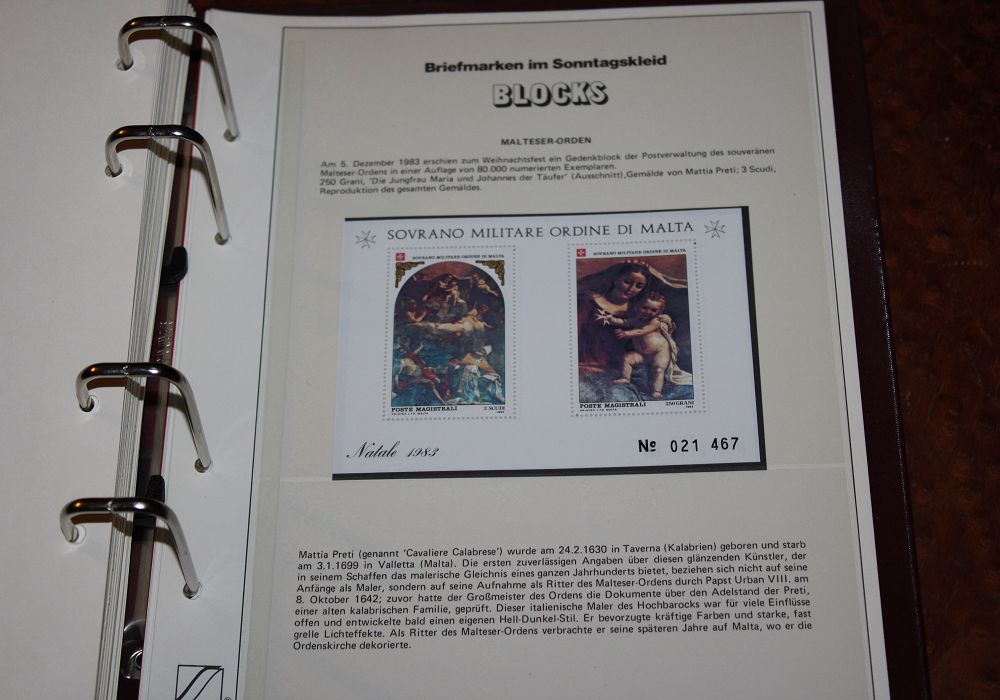 Briefmarken im Sonntagskleid
BLOCKS
MALTESER-ORDEN
Am 5. Dezember 1983 erschien zum Weihnachtsfest ein Gedenkblock der Postverwaltung des souveränen
Malteser-Ordens in einer Auflage von 80.000 numerierten Exemplaren.
250 Grani, 'Die Jungfrau Maria und Johannes der Täufer' (Ausschnitt),Gemälde von Mattia Preti; 3 Scudi,
Reproduktion des gesamten Gemäldes.
SOVRANO MILITARE ORDINE DI MALTA
SOVRANO MILITARE ORDINE DI MALTA
POSTE MAGISTRALI 3 SCUDI
PRINTEX LTD MALTA 1983
SOVRANO MILITARE ORDINE DI MALTA
POSTE MAGISTRALI 250 GRANI
PRINTEX LTD MALTA 1983
Natale 1983
Nº 021 467
Mattia Preti (genannt 'Cavaliere Calabrese') wurde am 24.2.1630 in Taverna (Kalabrien) geboren und starb
am 3.1.1699 in Valletta (Malta). Die ersten zuverlässigen Angaben über diesen glänzenden Künstler, der
in seinem Schaffen das malerische Gleichnis eines ganzen Jahrhunderts bietet, beziehen sich nicht auf seine
Anfänge als Maler, sondern auf seine Aufnahme als Ritter des Malteser-Ordens durch Papst Urban VIII. am
8. Oktober 1642; zuvor hatte der Großmeister des Ordens die Dokumente über den Adelstand der Preti,
einer alten kalabrischen Familie, geprüft. Dieser italienische Maler des Hochbarocks war für viele Einflüsse
offen und entwickelte bald einen eigenen Hell-Dunkel-Stil. Er bevorzugte kräftige Farben und starke, fast
grelle Lichteffekte. Als Ritter des Malteser-Ordens verbrachte er seine späteren Jahre auf Malta, wo er die
Ordenskirche dekorierte.